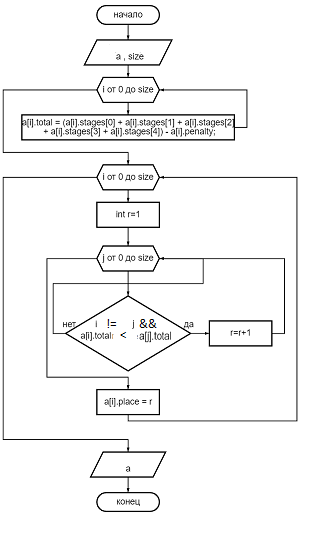 начало
a , size
i от 0 до size
a[i].total = (a[i].stages[0] + a[i].stages[1] + a[i].stages[2]
+ a[i].stages[3] + a[i].stages[4]) - a[i].penalty;
i от 0 до size
int r=1
j от 0 до size
нет i != j && да
a[i].total < a[j].total
r=r+1
a[i].place = r
a
конец